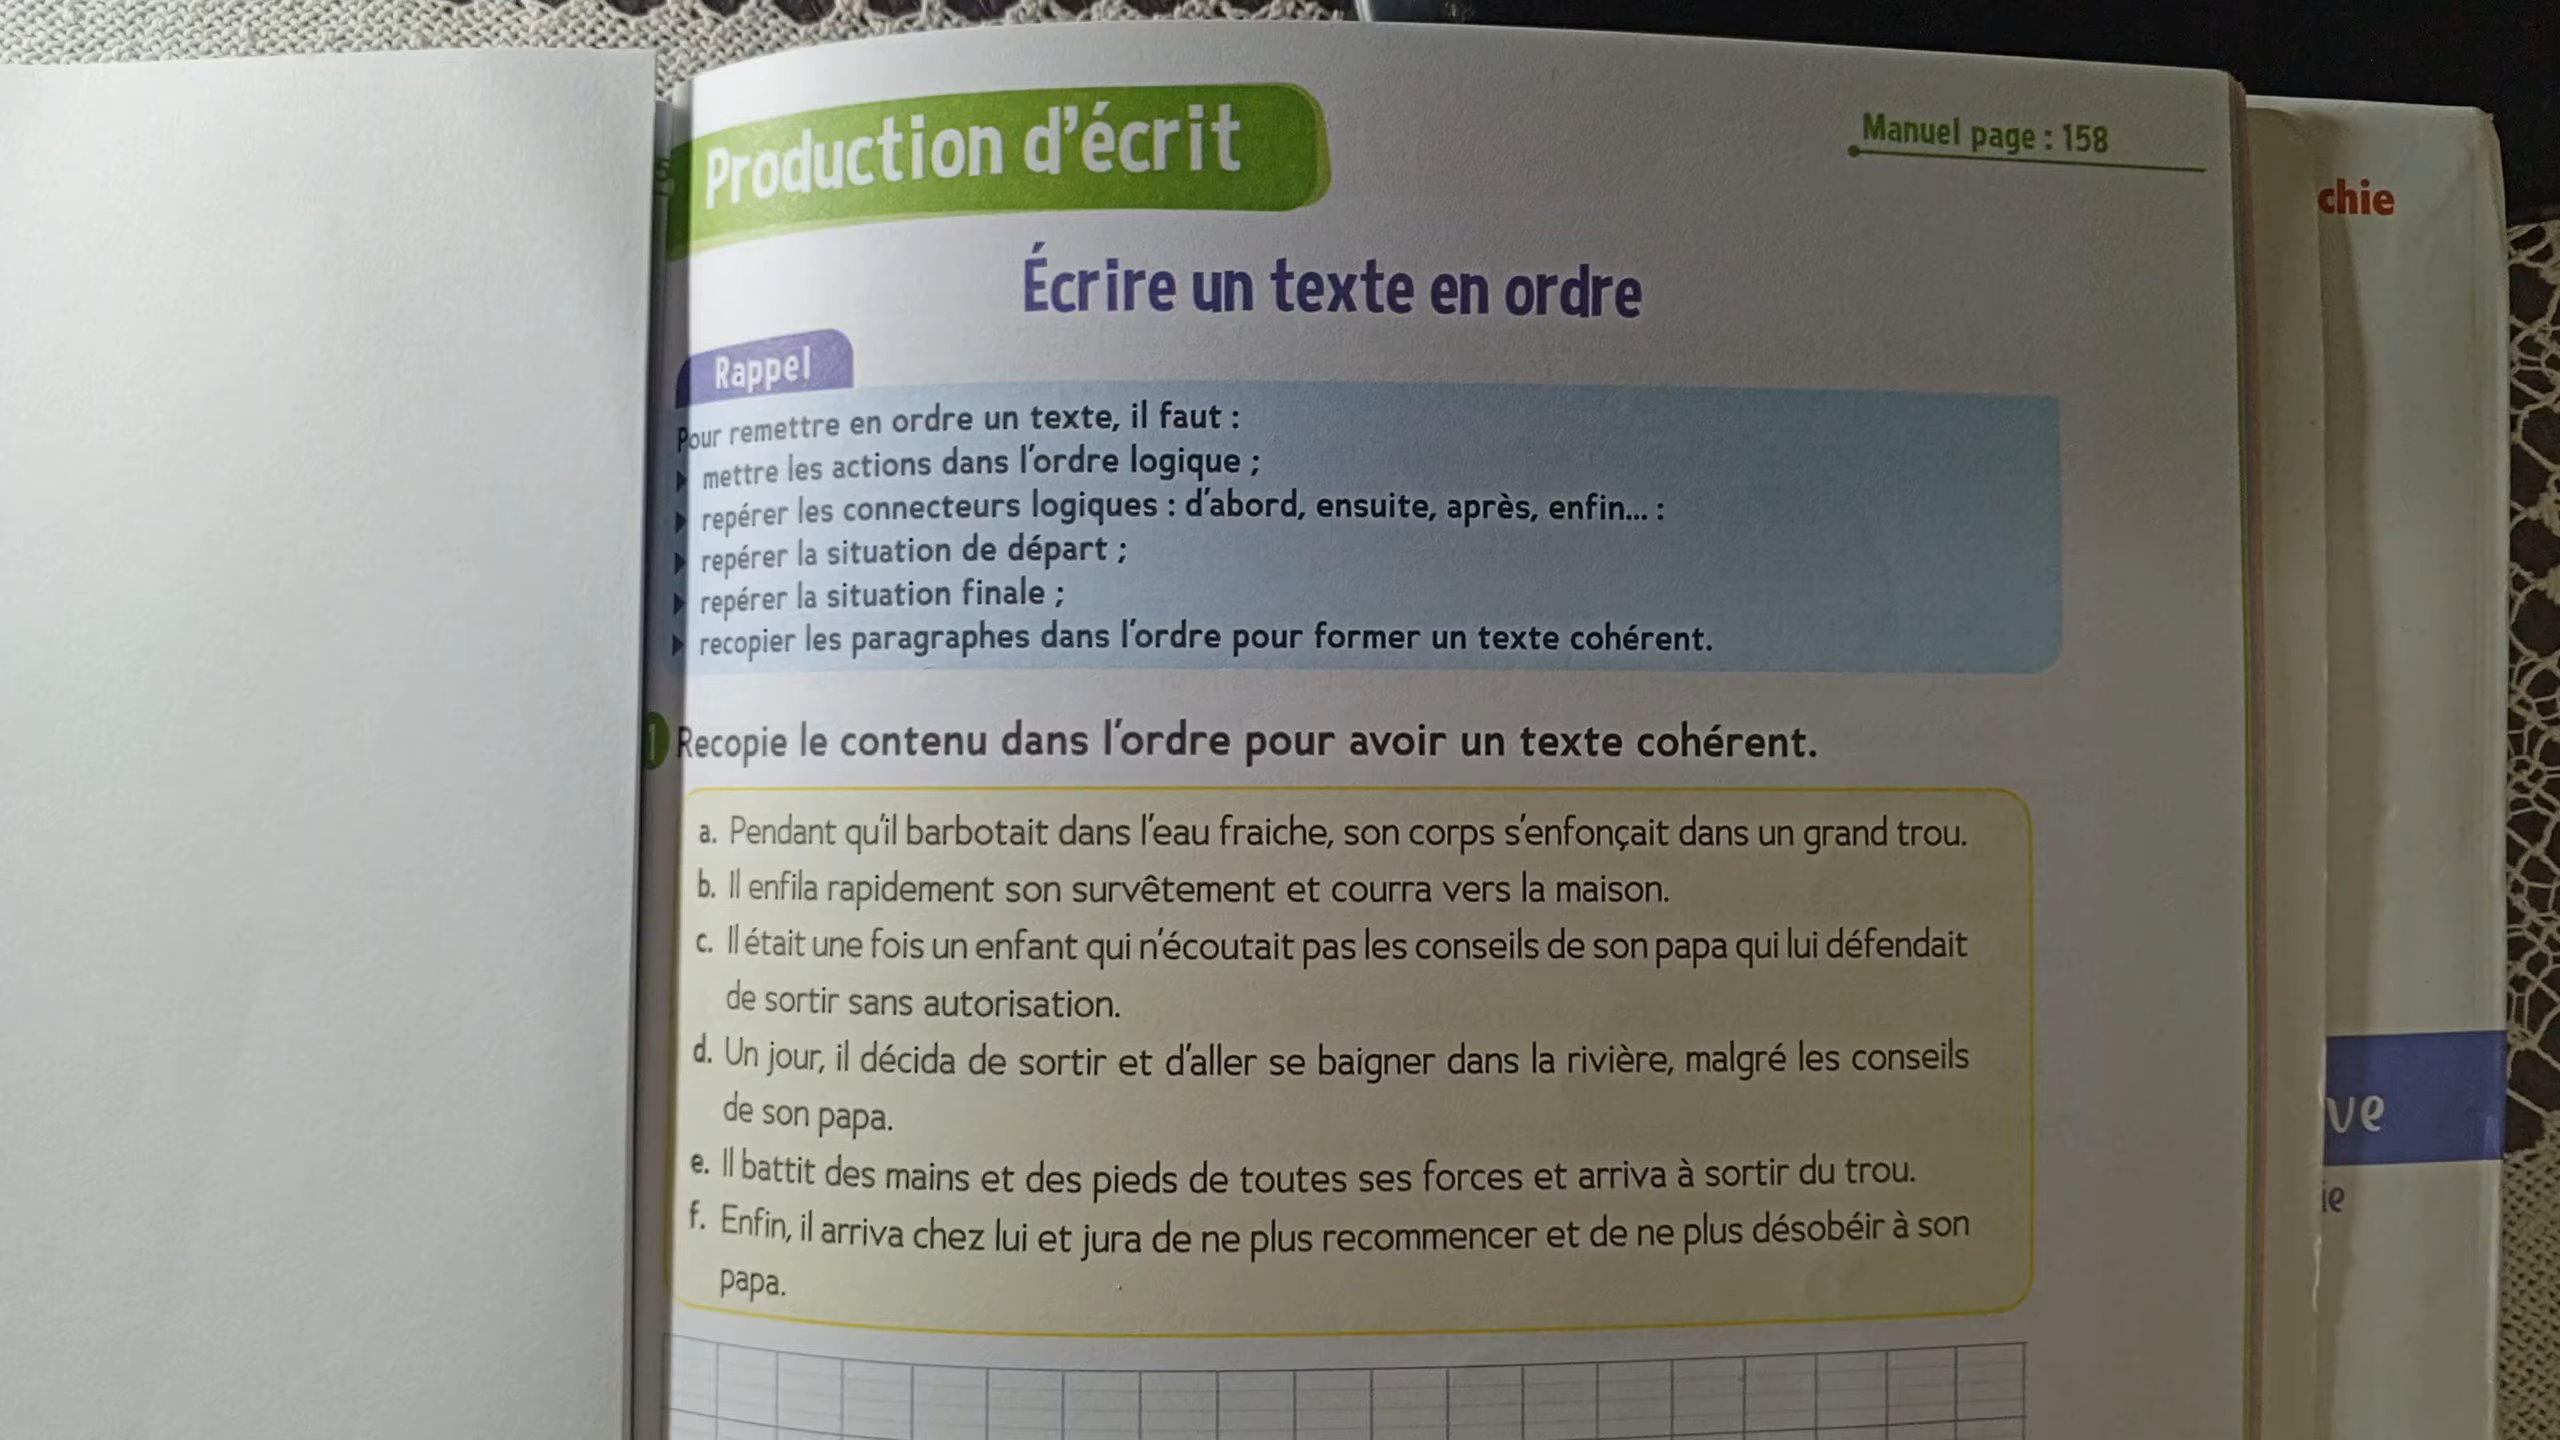 Production d'écrit
Manuel page : 158
Écrire un texte en ordre
Rappel
Pour remettre en ordre un texte, il faut :
mettre les actions dans l'ordre logique ;
repérer les connecteurs logiques : d'abord, ensuite, après, enfin... :
repérer la situation de départ ;
repérer la situation finale ;
recopier les paragraphes dans l'ordre pour former un texte cohérent.
1 Recopie le contenu dans l'ordre pour avoir un texte cohérent.
a. Pendant qu'il barbotait dans l'eau fraiche, son corps s'enfonçait dans un grand trou.
b. Il enfila rapidement son survêtement et courra vers la maison.
c. Il était une fois un enfant qui n'écoutait pas les conseils de son papa qui lui défendait
de sortir sans autorisation.
d. Un jour, il décida de sortir et d'aller se baigner dans la rivière, malgré les conseils
de son papa.
e. Il battit des mains et des pieds de toutes ses forces et arriva à sortir du trou.
f. Enfin, il arriva chez lui et jura de ne plus recommencer et de ne plus désobéir à son
papa.
chie
ve
ie